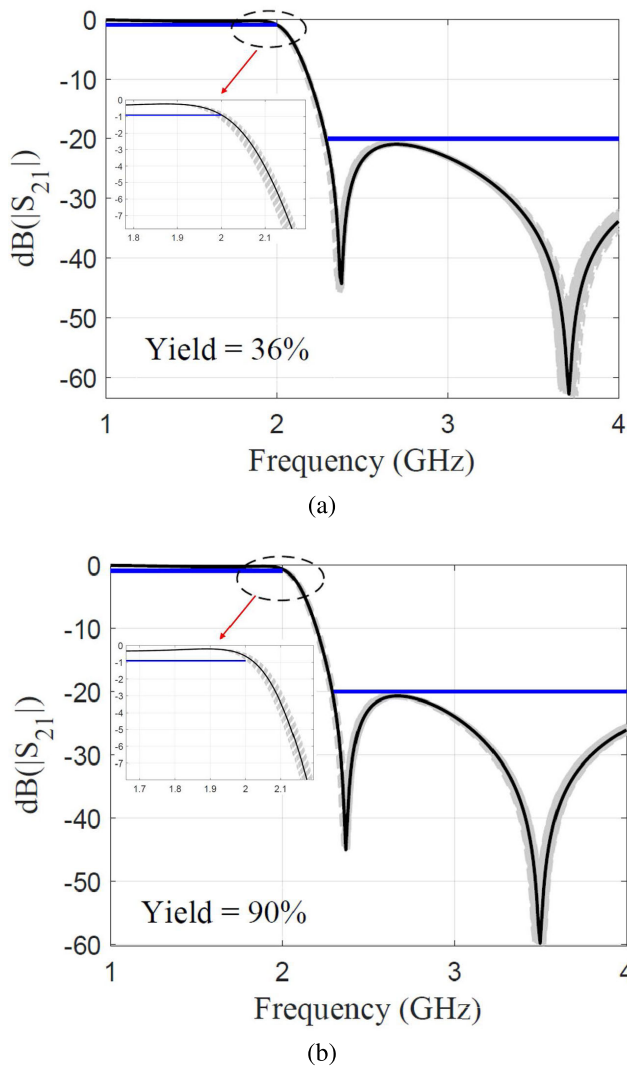 0
-10
-20
-30
-40
-50
-60
dB(|S21|)
0
-1
-2
-3
-4
-5
-6
-7
1.8 1.9 2 2.1
Yield = 36%
1 2 3 4
Frequency (GHz)
(a)
0
-10
-20
-30
-40
-50
-60
dB(|S21|)
0
-1
-2
-3
-4
-5
-6
-7
1.7 1.8 1.9 2 2.1
Yield = 90%
1 2 3 4
Frequency (GHz)
(b)